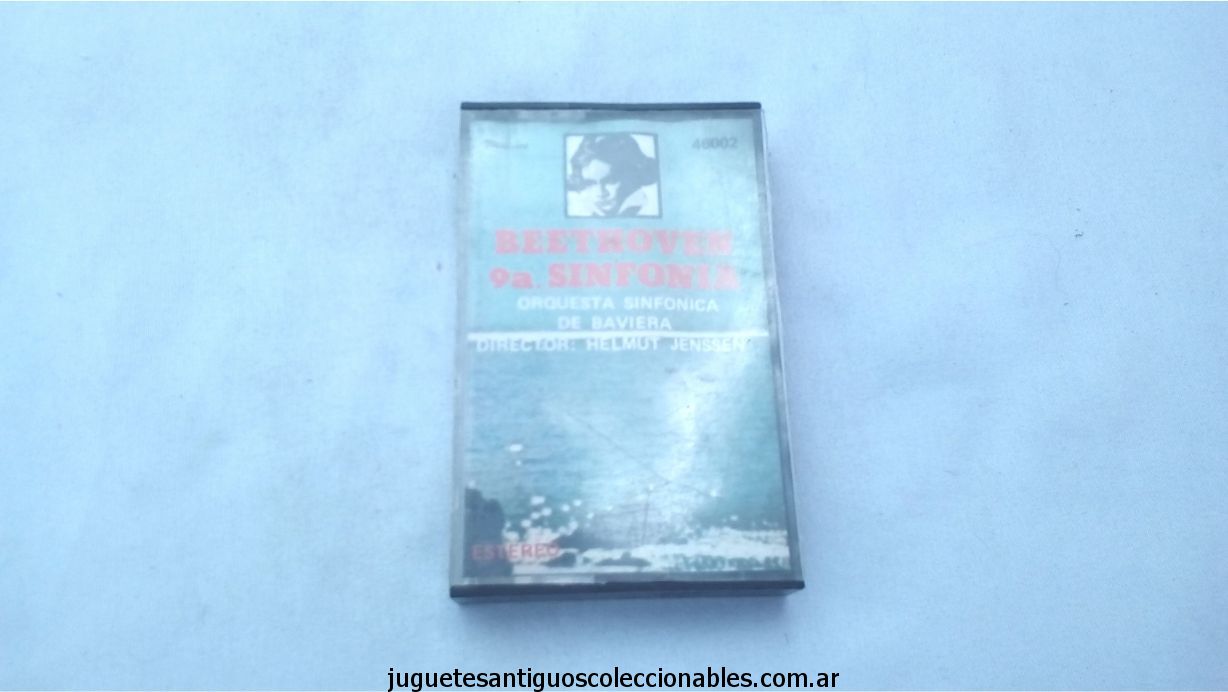 46002
BEETHOVEN
9a. SINFONIA
ORQUESTA SINFONICA
DE BAVIERA
DIRECTOR: HELMUT JENSSEN
ESTEREO
juguetesantiguoscoleccionables.com.ar